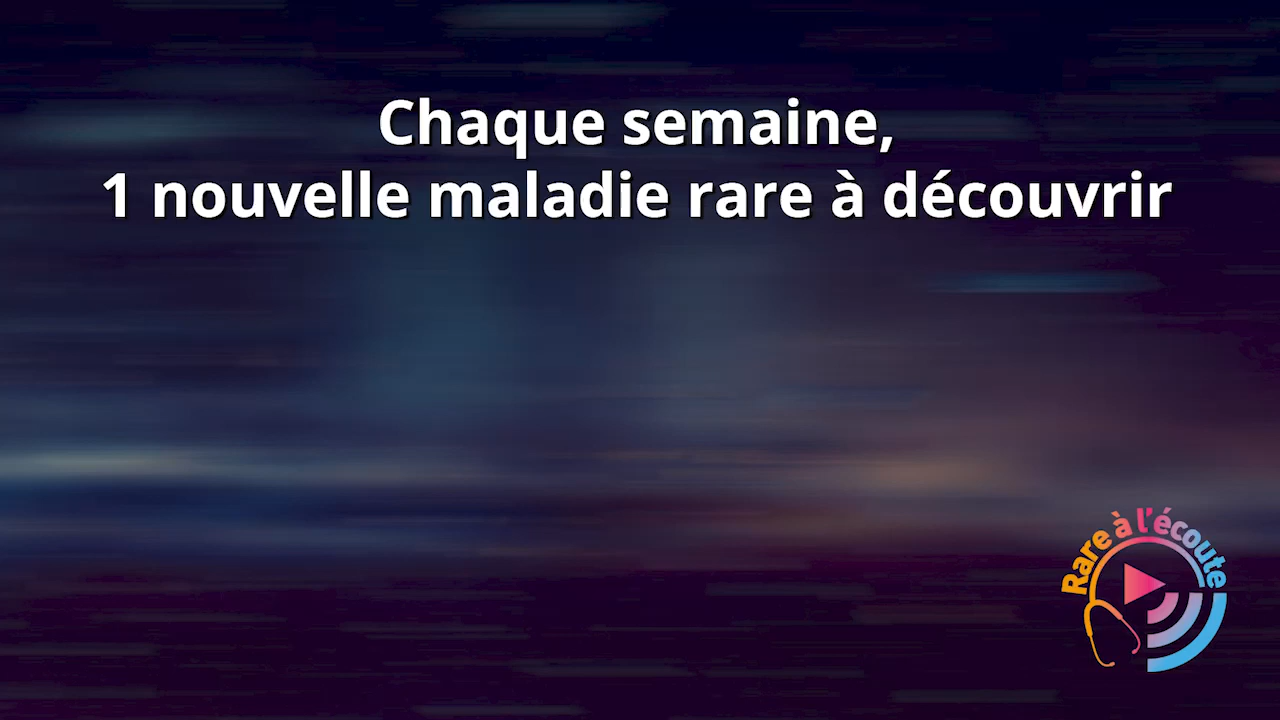 Chaque semaine,
1 nouvelle maladie rare à découvrir
Rare à l'écoute